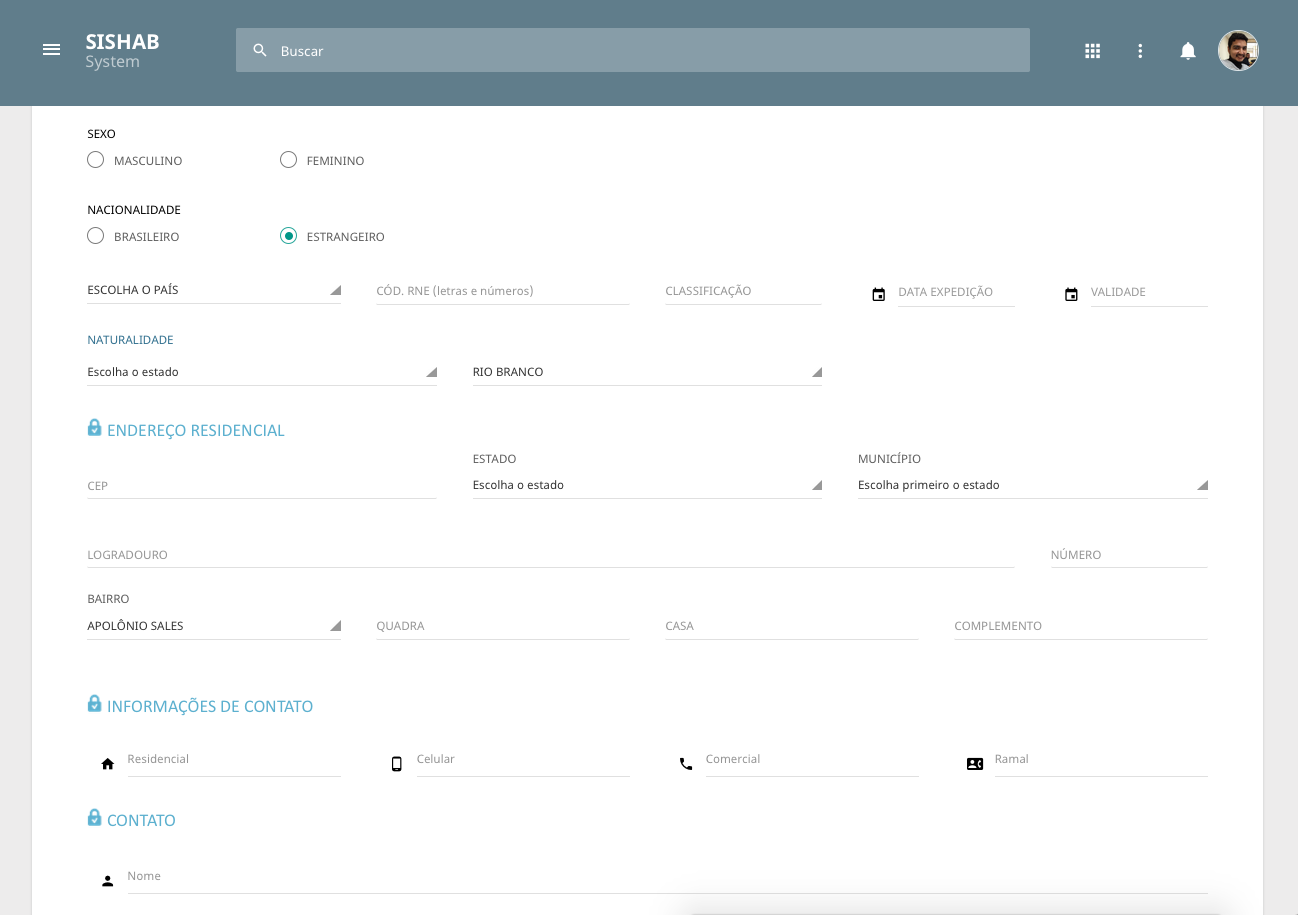 SISHAB
System
Buscar
SEXO
MASCULINO FEMININO
NACIONALIDADE
BRASILEIRO ESTRANGEIRO
ESCOLHA O PAÍS CÓD. RNE (letras e números) CLASSIFICAÇÃO DATA EXPEDIÇÃO VALIDADE
NATURALIDADE
Escolha o estado RIO BRANCO
ENDEREÇO RESIDENCIAL
ESTADO MUNICÍPIO
CEP Escolha o estado Escolha primeiro o estado
LOGRADOURO NÚMERO
BAIRRO
APOLÔNIO SALES QUADRA CASA COMPLEMENTO
INFORMAÇÕES DE CONTATO
Residencial Celular Comercial Ramal
CONTATO
Nome